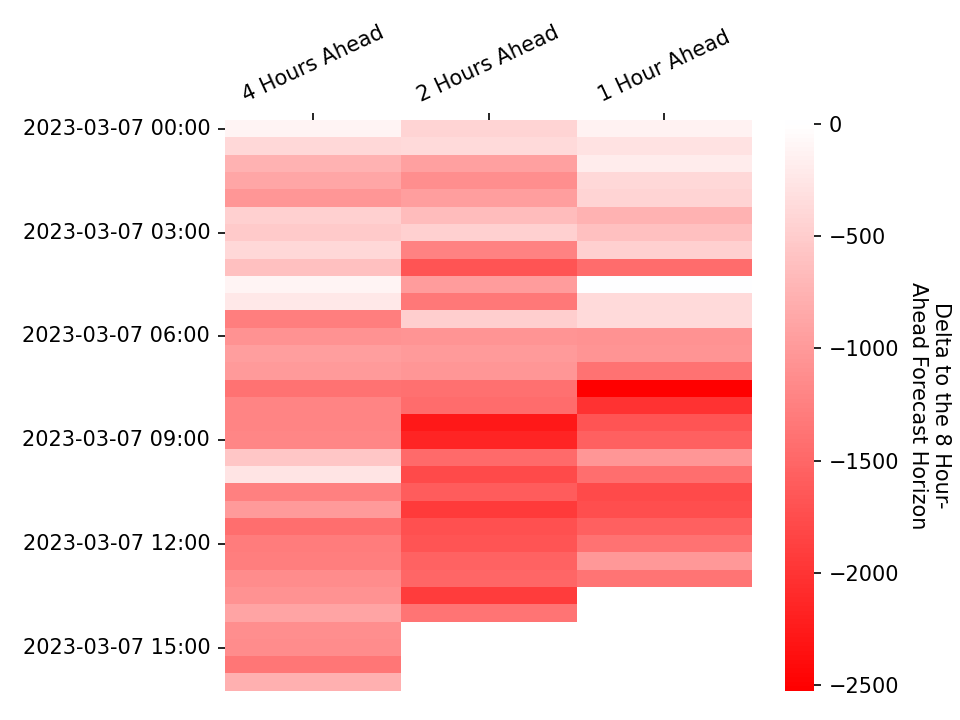 4 Hours Ahead
2 Hours Ahead
1 Hour Ahead
2023-03-07 00:00
2023-03-07 03:00
2023-03-07 06:00
2023-03-07 09:00
2023-03-07 12:00
2023-03-07 15:00
0
−500
−1000
−1500
−2000
−2500
Delta to the 8 Hour-
Ahead Forecast Horizon